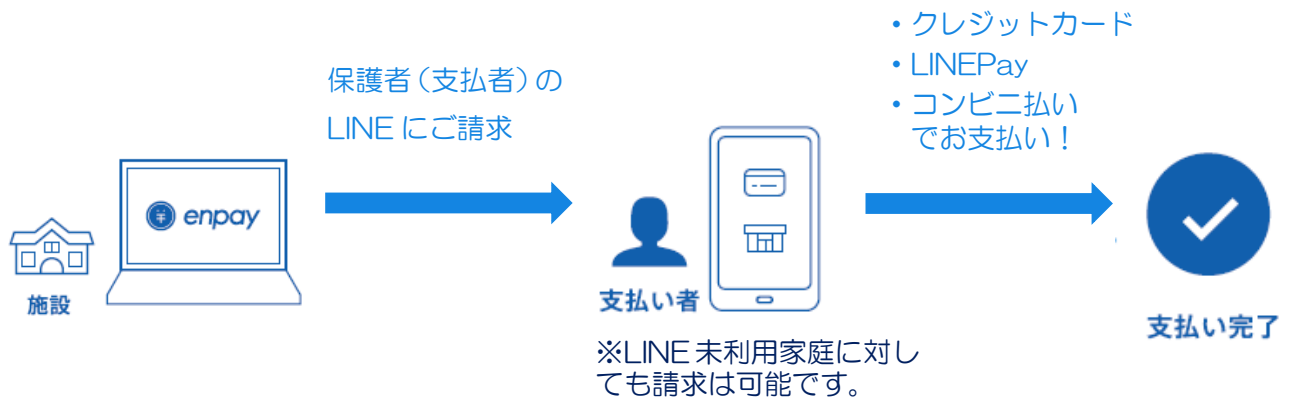 保護者（支払者）の
LINEにご請求
・クレジットカード
・LINEPay
・コンビニ払い
でお支払い！
enpay
施設
支払い者
※LINE未利用家庭に対し
ても請求は可能です。
支払い完了